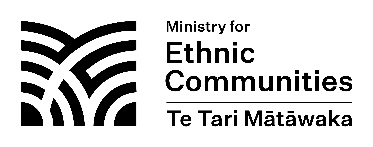 Ministry for
Ethnic
Communities
Te Tari Mātāwaka